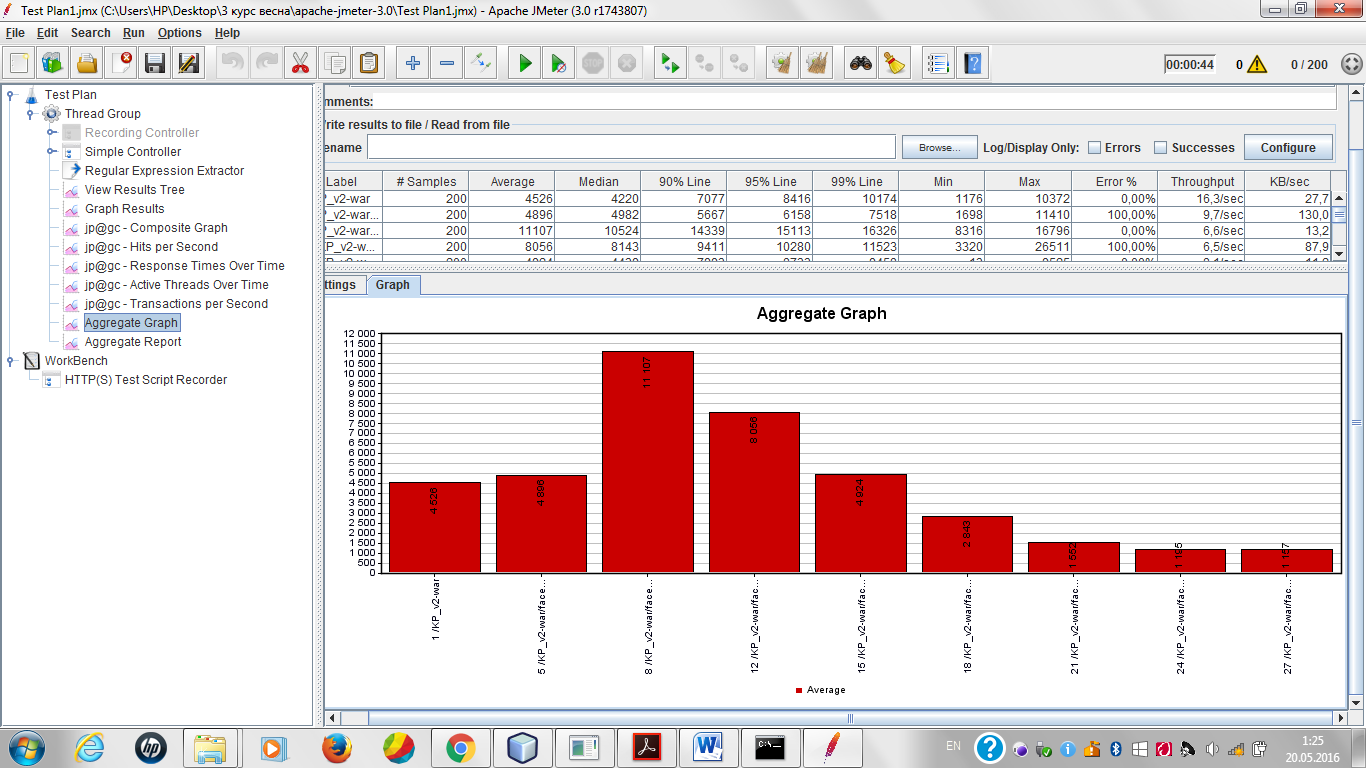 Test Plan1.jmx (C:\Users\HP\Desktop\3 курс весна\apache-jmeter-3.0\Test Plan1.jmx) - Apache JMeter (3.0 r1743807)
File Edit Search Run Options Help
00:00:44 0 0 / 200
Test Plan
Thread Group
Recording Controller
Simple Controller
Regular Expression Extractor
View Results Tree
Graph Results
jp@gc - Composite Graph
jp@gc - Hits per Second
jp@gc - Response Times Over Time
jp@gc - Active Threads Over Time
jp@gc - Transactions per Second
Aggregate Graph
Aggregate Report
WorkBench
HTTP(S) Test Script Recorder
mments:
rite results to file / Read from file
ename Browse... Log/Display Only: Errors Successes Configure
Label # Samples Average Median 90% Line 95% Line 99% Line Min Max Error % Throughput KB/sec
P_v2-war 200 4526 4220 7077 8416 10174 1176 10372 0,00% 16,3/sec 27,7
P_v2-war... 200 4896 4982 5667 6158 7518 1698 11410 100,00% 9,7/sec 130,0
P_v2-war... 200 11107 10524 14339 15113 16326 8316 16796 0,00% 6,6/sec 13,2
KP_v2-w... 200 8056 8143 9411 10280 11523 3320 26511 100,00% 6,5/sec 87,9
ttings Graph
Aggregate Graph
12 000
11 500
11 000
10 500
10 000
9 500
9 000
8 500
8 000
7 500
7 000
6 500
6 000
5 500
5 000
4 500
4 000
3 500
3 000
2 500
2 000
1 500
1 000
500
0
4 526
4 896
11 107
8 056
4 924
2 843
1 552
1 195
1 157
1 /KP_v2-war
5 /KP_v2-war/face...
8 /KP_v2-war/face...
12 /KP_v2-war/fac...
15 /KP_v2-war/fac...
18 /KP_v2-war/fac...
21 /KP_v2-war/fac...
24 /KP_v2-war/fac...
27 /KP_v2-war/fac...
Average
EN
1:25
20.05.2016